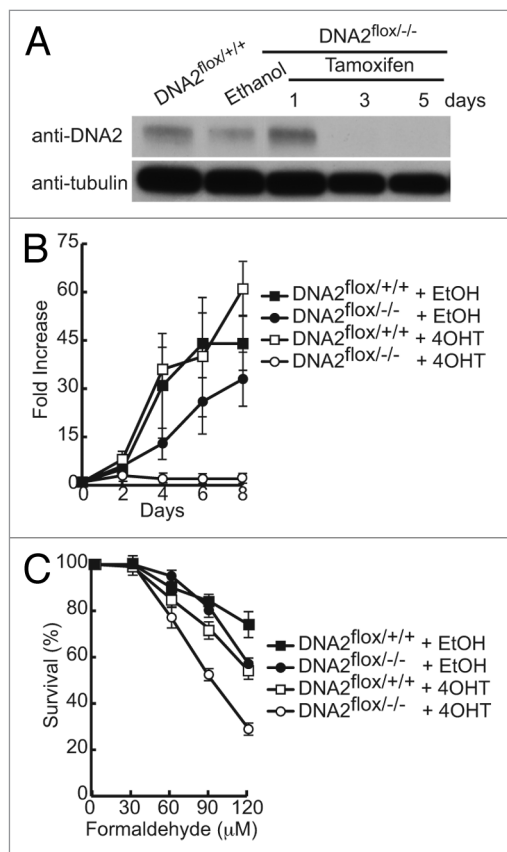 A
DNA2flox/+/+
Ethanol
DNA2flox/-/-
Tamoxifen
1 3 5 days
anti-DNA2
anti-tubulin
B
75
60
45
30
15
0
0 2 4 6 8
Fold Increase
Days
DNA2flox/+/+ + EtOH
DNA2flox/-/- + EtOH
DNA2flox/+/+ + 4OHT
DNA2flox/-/- + 4OHT
C
100
80
60
40
20
0
0 30 60 90 120
Survival (%)
Formaldehyde (μM)
DNA2flox/+/+ + EtOH
DNA2flox/-/- + EtOH
DNA2flox/+/+ + 4OHT
DNA2flox/-/- + 4OHT